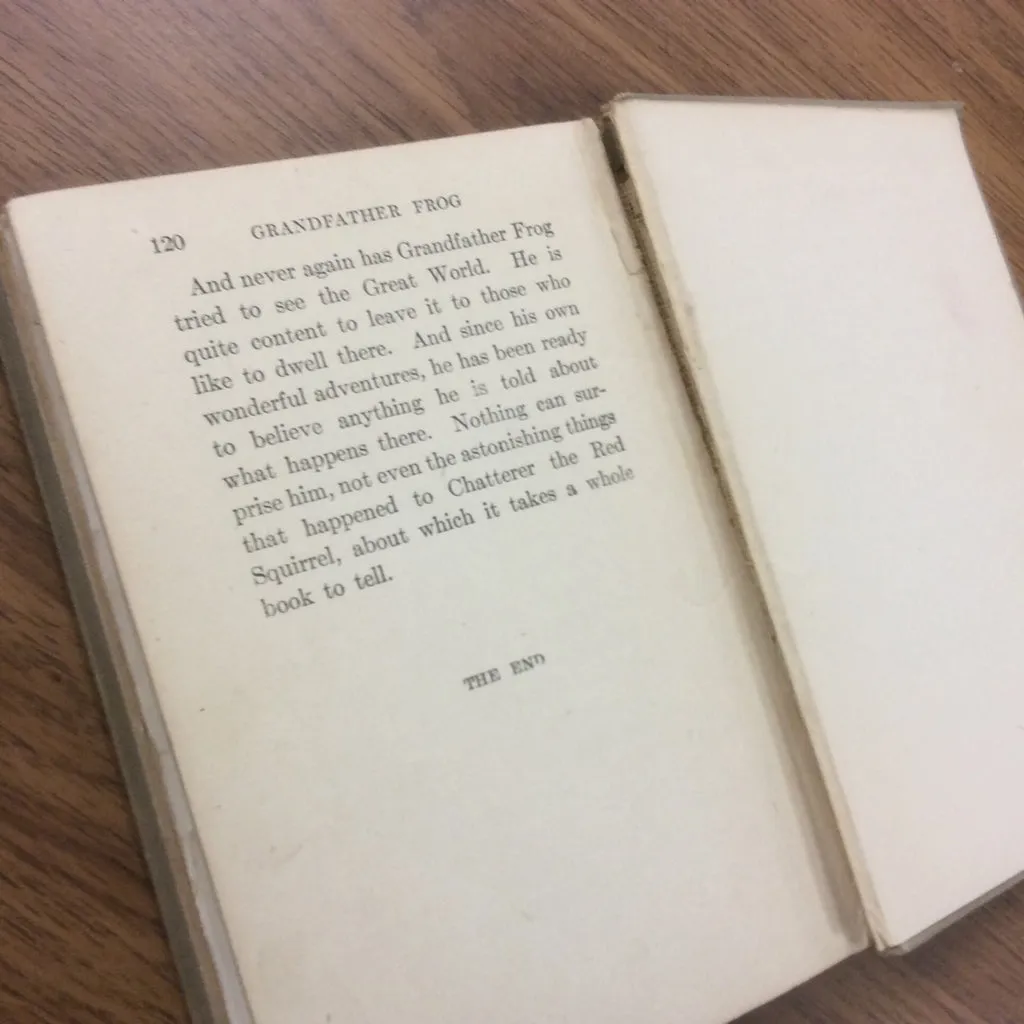 120 GRANDFATHER FROG
And never again has Grandfather Frog
tried to see the Great World. He is
quite content to leave it to those who
like to dwell there. And since his own
wonderful adventures, he has been ready
to believe anything he is told about
what happens there. Nothing can sur-
prise him, not even the astonishing things
that happened to Chatterer the Red
Squirrel, about which it takes a whole
book to tell.
THE END